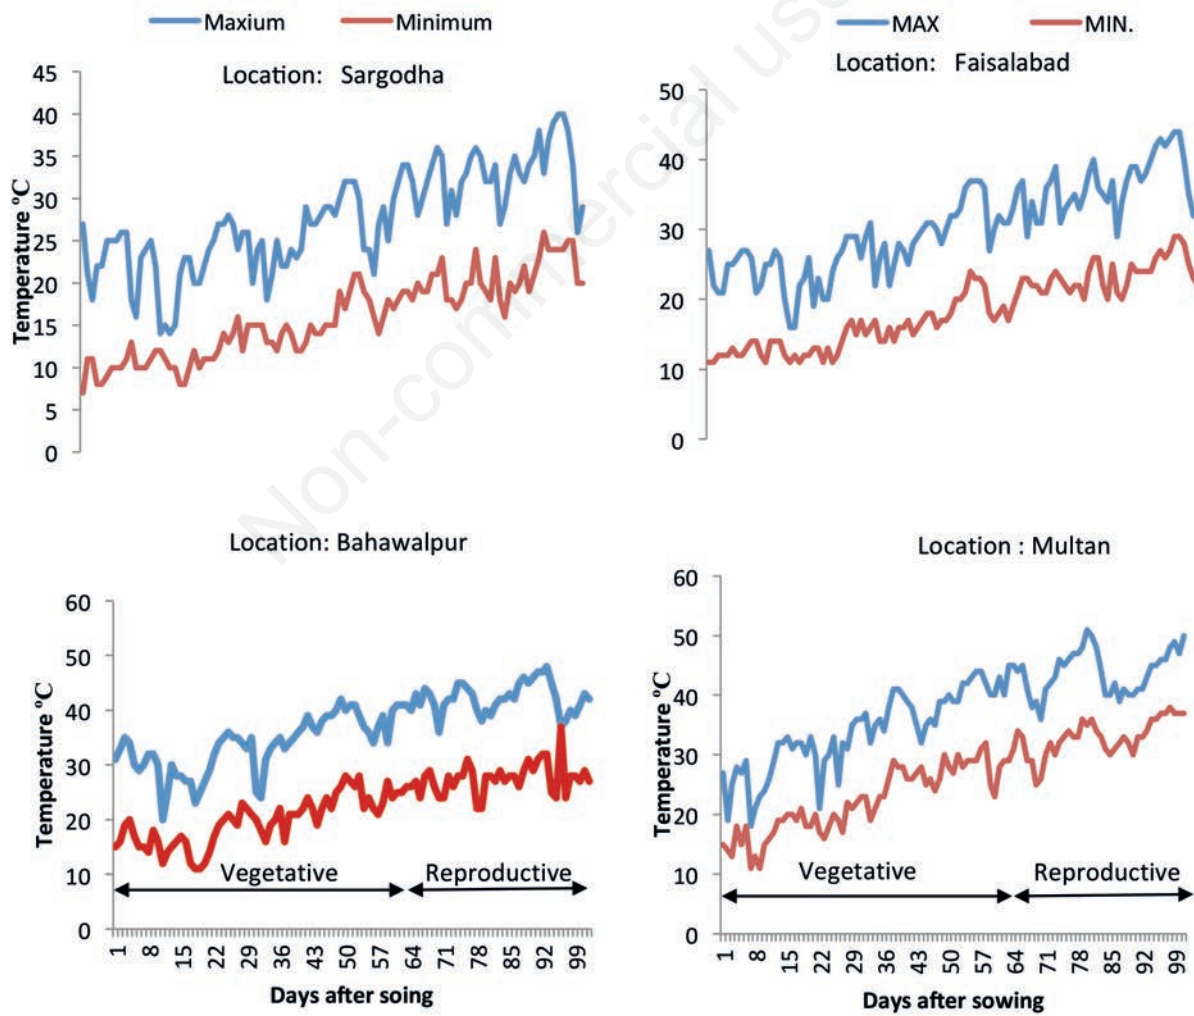 Maxium Minimum
Location: Sargodha
Temperature ºC
45
40
35
30
25
20
15
10
5
0
MAX MIN.
Location: Faisalabad
50
40
30
20
10
0
Location: Bahawalpur
Temperature ºC
60
50
40
30
20
10
0
Vegetative Reproductive
1 8 15 22 29 36 43 50 57 64 71 78 85 92 99
Days after soing
Location : Multan
Temperature ºC
60
50
40
30
20
10
0
Vegetative Reproductive
1 8 15 22 29 36 43 50 57 64 71 78 85 92 99
Days after sowing
Non-commercial us